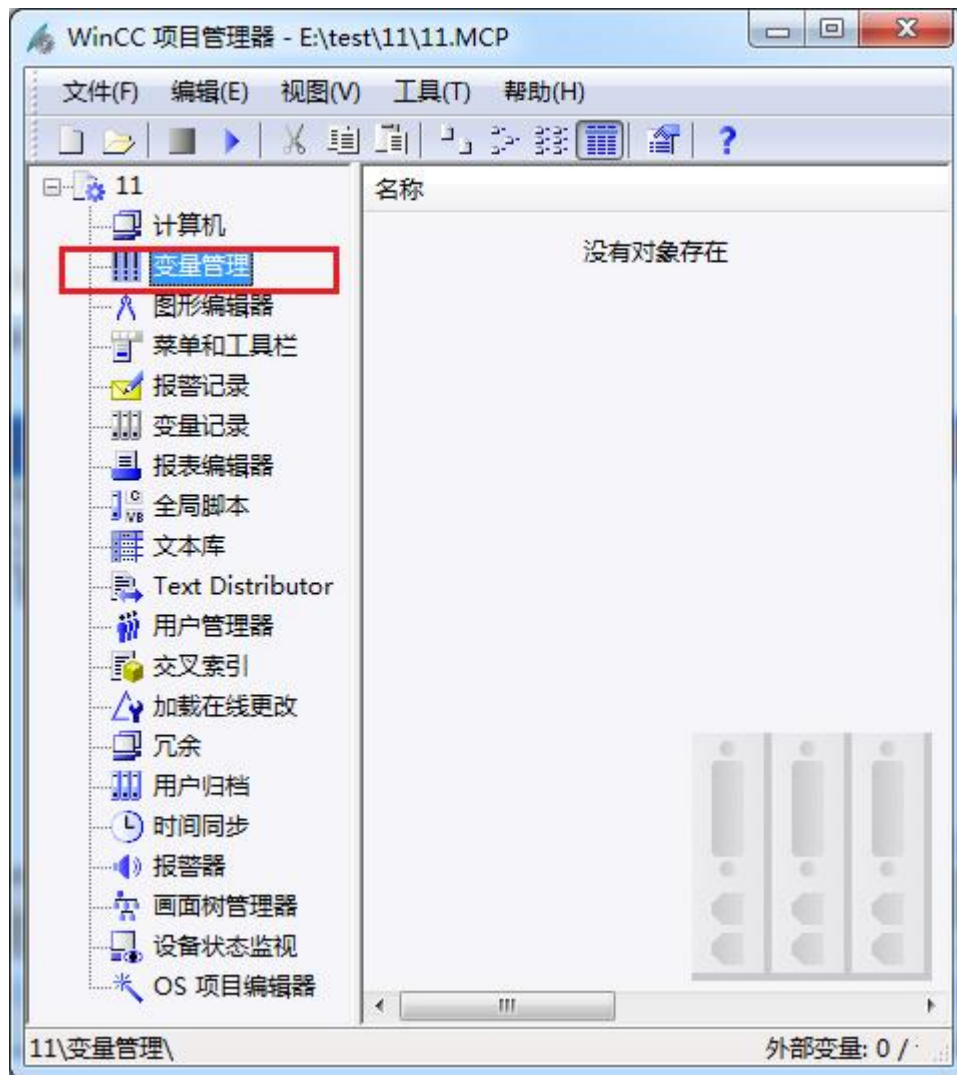 WinCC 项目管理器 - E:\test\11\11.MCP
文件(F) 编辑(E) 视图(V) 工具(T) 帮助(H)
11
名称
计算机
没有对象存在
变量管理
图形编辑器
菜单和工具栏
报警记录
变量记录
报表编辑器
全局脚本
文本库
Text Distributor
用户管理器
交叉索引
加载在线更改
冗余
用户归档
时间同步
报警器
画面树管理器
设备状态监视
OS 项目编辑器
11\变量管理\ 外部变量: 0 /